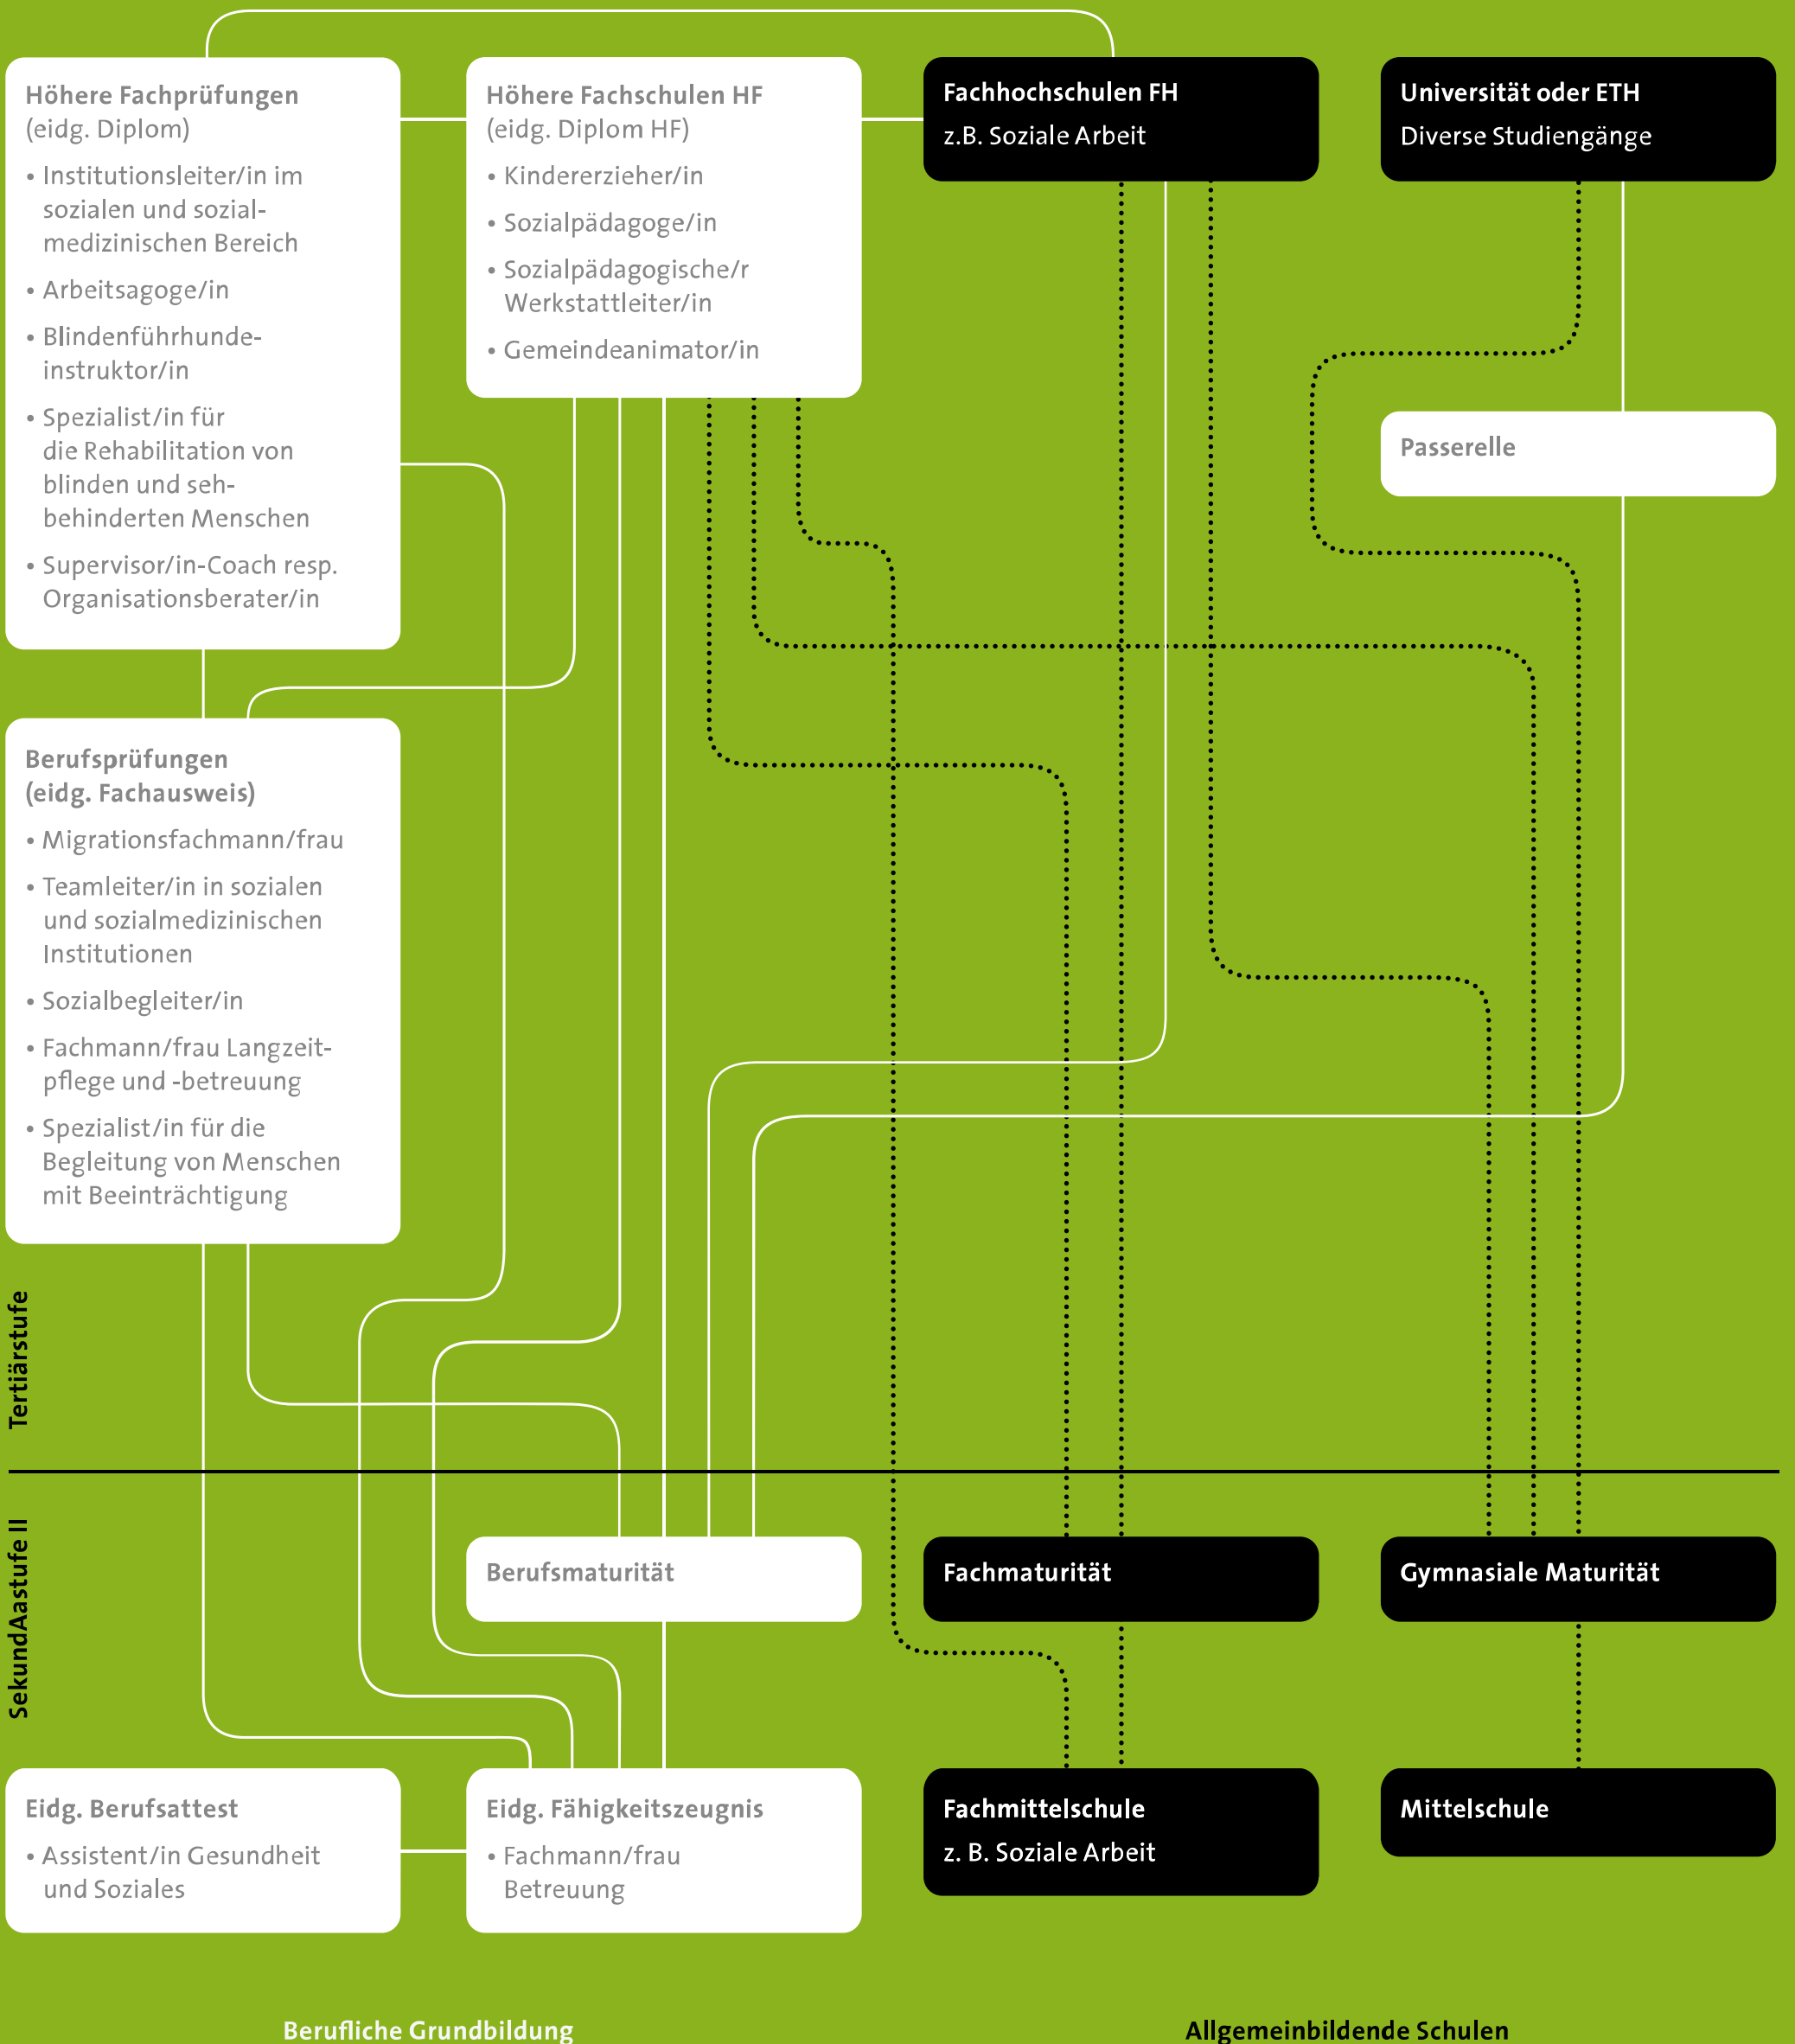 Höhere Fachprüfungen
(eidg. Diplom)
• Institutionsleiter/in im
sozialen und sozial-
medizinischen Bereich
• Arbeitsagoge/in
• Blindenführhunde-
instruktor/in
• Spezialist/in für
die Rehabilitation von
blinden und seh-
behinderten Menschen
• Supervisor/in-Coach resp.
Organisationsberater/in
Höhere Fachschulen HF
(eidg. Diplom HF)
• Kindererzieher/in
• Sozialpädagoge/in
• Sozialpädagogische/r
Werkstattleiter/in
• Gemeindeanimator/in
Fachhochschulen FH
z.B. Soziale Arbeit
Universität oder ETH
Diverse Studiengänge
Passerelle
Berufsprüfungen
(eidg. Fachausweis)
• Migrationsfachmann/frau
• Teamleiter/in in sozialen
und sozialmedizinischen
Institutionen
• Sozialbegleiter/in
• Fachmann/frau Langzeit-
pflege und -betreuung
• Spezialist/in für die
Begleitung von Menschen
mit Beeinträchtigung
Tertiärstufe
SekundAastufe II
Berufsmaturität
Fachmaturität
Gymnasiale Maturität
Eidg. Berufsattest
• Assistent/in Gesundheit
und Soziales
Eidg. Fähigkeitszeugnis
• Fachmann/frau
Betreuung
Fachmittelschule
z. B. Soziale Arbeit
Mittelschule
Berufliche Grundbildung
Allgemeinbildende Schulen